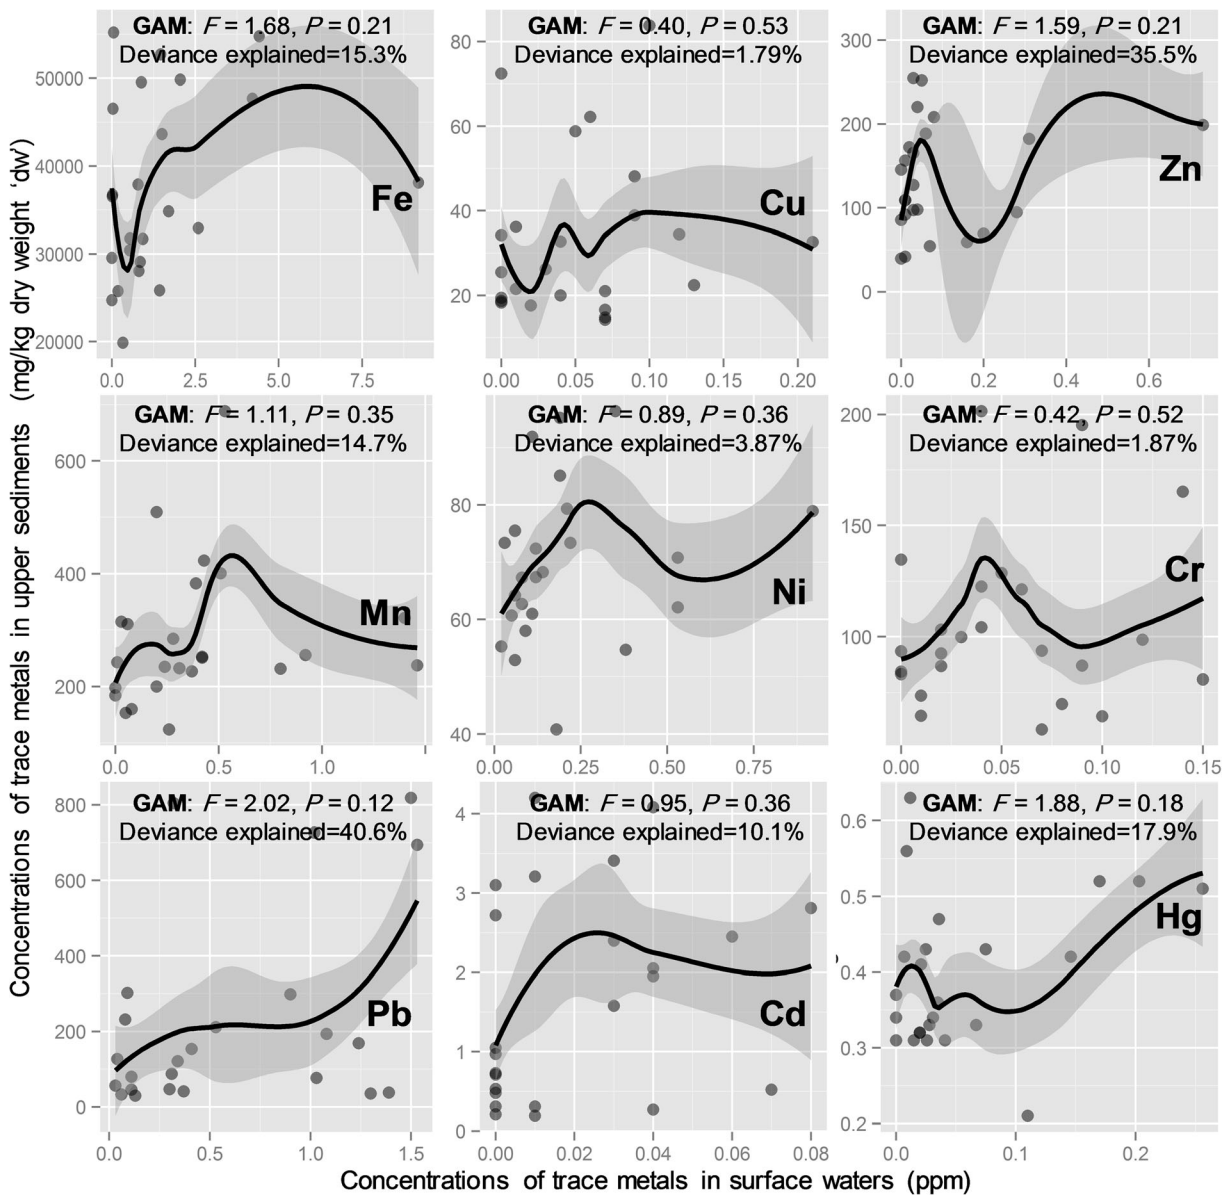 Concentrations of trace metals in upper sediments (mg/kg dry weight ‘dw’)
GAM: F = 1.68, P = 0.21
Deviance explained=15.3%
50000
40000
30000
20000
Fe
0.0 2.5 5.0 7.5
GAM: F = 0.40, P = 0.53
Deviance explained=1.79%
80
60
40
20
Cu
0.00 0.05 0.10 0.15 0.20
GAM: F = 1.59, P = 0.21
Deviance explained=35.5%
300
200
100
0
Zn
0.0 0.2 0.4 0.6
GAM: F = 1.11, P = 0.35
Deviance explained=14.7%
600
400
200
Mn
0.0 0.5 1.0
GAM: F = 0.89, P = 0.36
Deviance explained=3.87%
80
60
40
Ni
0.00 0.25 0.50 0.75
GAM: F = 0.42, P = 0.52
Deviance explained=1.87%
200
150
100
Cr
0.00 0.05 0.10 0.15
GAM: F = 2.02, P = 0.12
Deviance explained=40.6%
800
600
400
200
0
Pb
0.0 0.5 1.0 1.5
GAM: F = 0.95, P = 0.36
Deviance explained=10.1%
4
3
2
1
0
Cd
0.00 0.02 0.04 0.06 0.08
GAM: F = 1.88, P = 0.18
Deviance explained=17.9%
0.6
0.5
0.4
0.3
0.2
Hg
0.0 0.1 0.2
Concentrations of trace metals in surface waters (ppm)